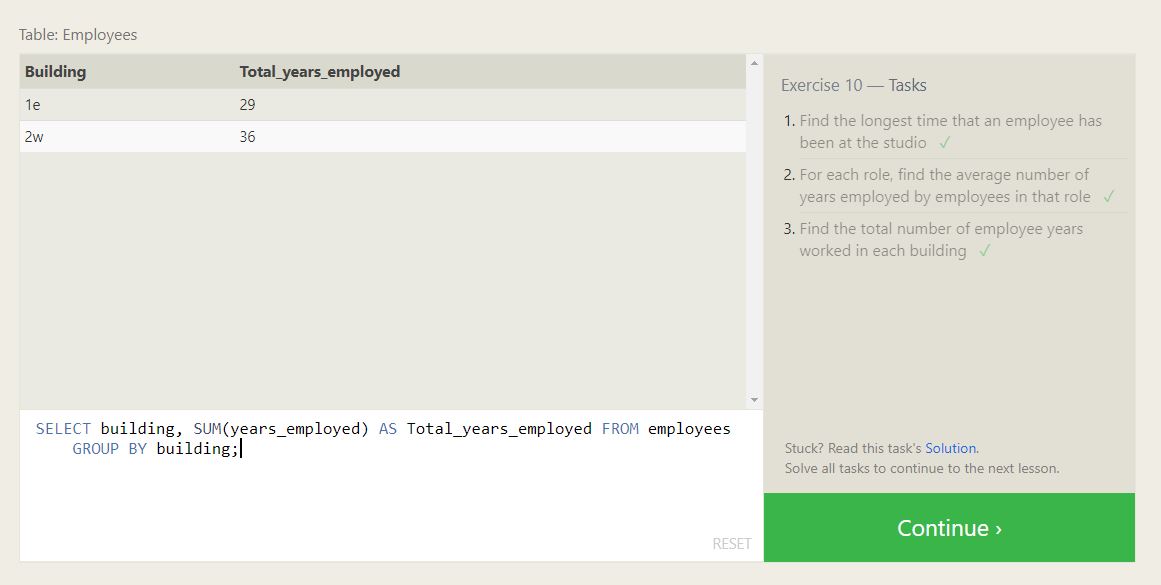 Table: Employees
Building Total_years_employed
1e 29
2w 36
SELECT building, SUM(years_employed) AS Total_years_employed FROM employees
GROUP BY building;
RESET
Exercise 10 — Tasks
1. Find the longest time that an employee has
been at the studio ✓
2. For each role, find the average number of
years employed by employees in that role ✓
3. Find the total number of employee years
worked in each building ✓
Stuck? Read this task's Solution.
Solve all tasks to continue to the next lesson.
Continue ›